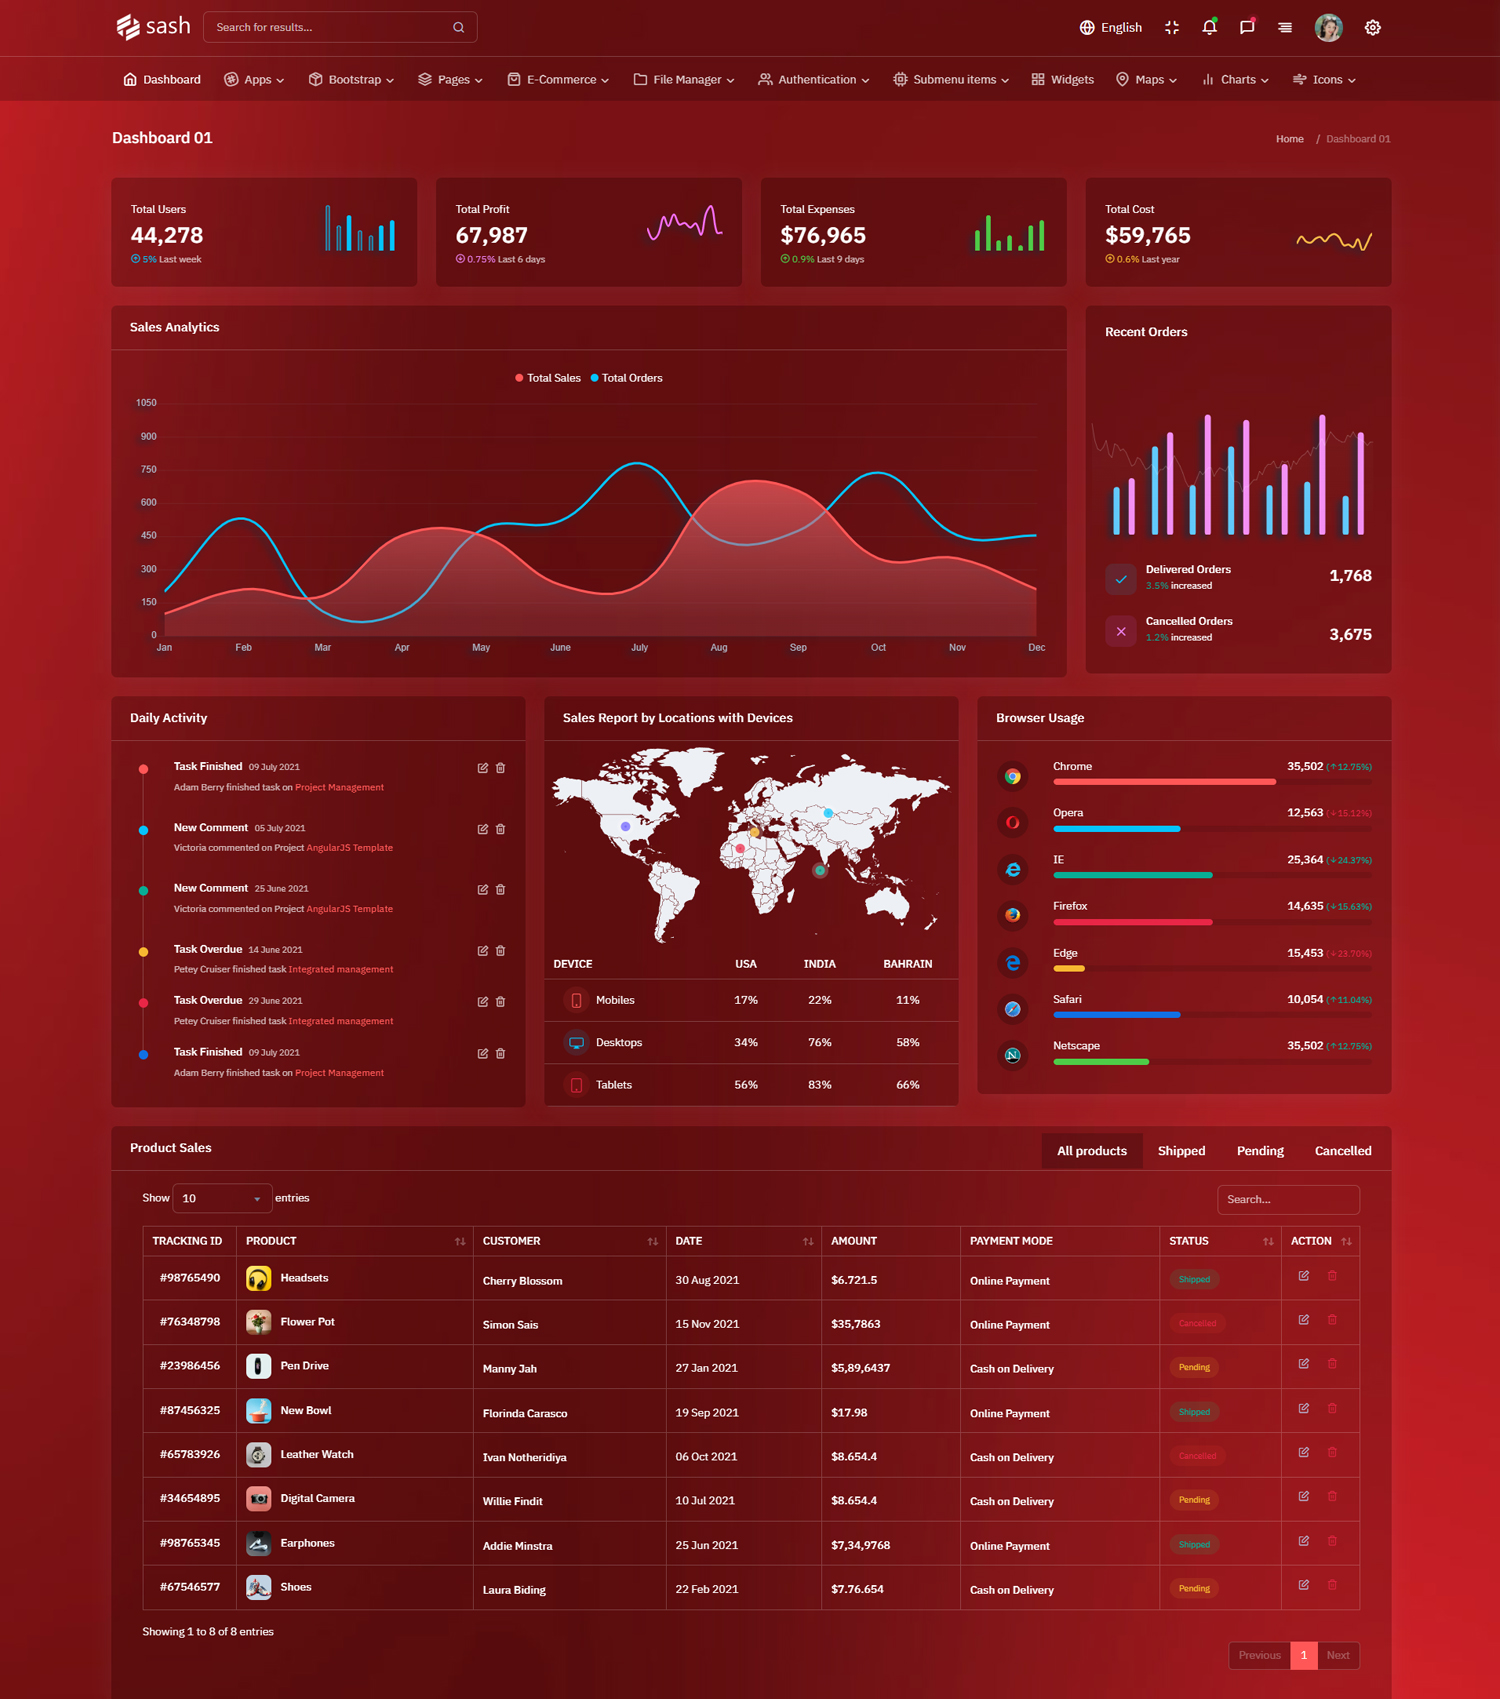 sash
Search for results...
English
Dashboard Apps Bootstrap Pages E-Commerce File Manager Authentication Submenu items Widgets Maps Charts Icons
Dashboard 01
Home / Dashboard 01
Total Users
44,278
5% Last week
Total Profit
67,987
0.75% Last 6 days
Total Expenses
$76,965
0.9% Last 9 days
Total Cost
$59,765
0.6% Last year
Sales Analytics
Total Sales Total Orders
1050
900
750
600
450
300
150
0
Jan Feb Mar Apr May June July Aug Sep Oct Nov Dec
Recent Orders
Delivered Orders
3.5% increased
1,768
Cancelled Orders
1.2% increased
3,675
Daily Activity
Task Finished 09 July 2021
Adam Berry finished task on Project Management
New Comment 05 July 2021
Victoria commented on Project AngularJS Template
New Comment 25 June 2021
Victoria commented on Project AngularJS Template
Task Overdue 14 June 2021
Petey Cruiser finished task Integrated management
Task Overdue 29 June 2021
Petey Cruiser finished task Integrated management
Task Finished 09 July 2021
Adam Berry finished task on Project Management
Sales Report by Locations with Devices
DEVICE USA INDIA BAHRAIN
Mobiles 17% 22% 11%
Desktops 34% 76% 58%
Tablets 56% 83% 66%
Browser Usage
Chrome 35,502 (↑12.75%)
Opera 12,563 (↓15.12%)
IE 25,364 (↓24.37%)
Firefox 14,635 (↓15.63%)
Edge 15,453 (↓23.70%)
Safari 10,054 (↑11.04%)
Netscape 35,502 (↑12.75%)
Product Sales
All products Shipped Pending Cancelled
Show 10 entries
Search...
TRACKING ID PRODUCT CUSTOMER DATE AMOUNT PAYMENT MODE STATUS ACTION
#98765490 Headsets Cherry Blossom 30 Aug 2021 $6.721.5 Online Payment Shipped
#76348798 Flower Pot Simon Sais 15 Nov 2021 $35,7863 Online Payment Cancelled
#23986456 Pen Drive Manny Jah 27 Jan 2021 $5,89,6437 Cash on Delivery Pending
#87456325 New Bowl Florinda Carasco 19 Sep 2021 $17.98 Online Payment Shipped
#65783926 Leather Watch Ivan Notheridiya 06 Oct 2021 $8.654.4 Cash on Delivery Cancelled
#34654895 Digital Camera Willie Findit 10 Jul 2021 $8.654.4 Cash on Delivery Pending
#98765345 Earphones Addie Minstra 25 Jun 2021 $7,34,9768 Online Payment Shipped
#67546577 Shoes Laura Biding 22 Feb 2021 $7.76.654 Cash on Delivery Pending
Showing 1 to 8 of 8 entries
Previous 1 Next